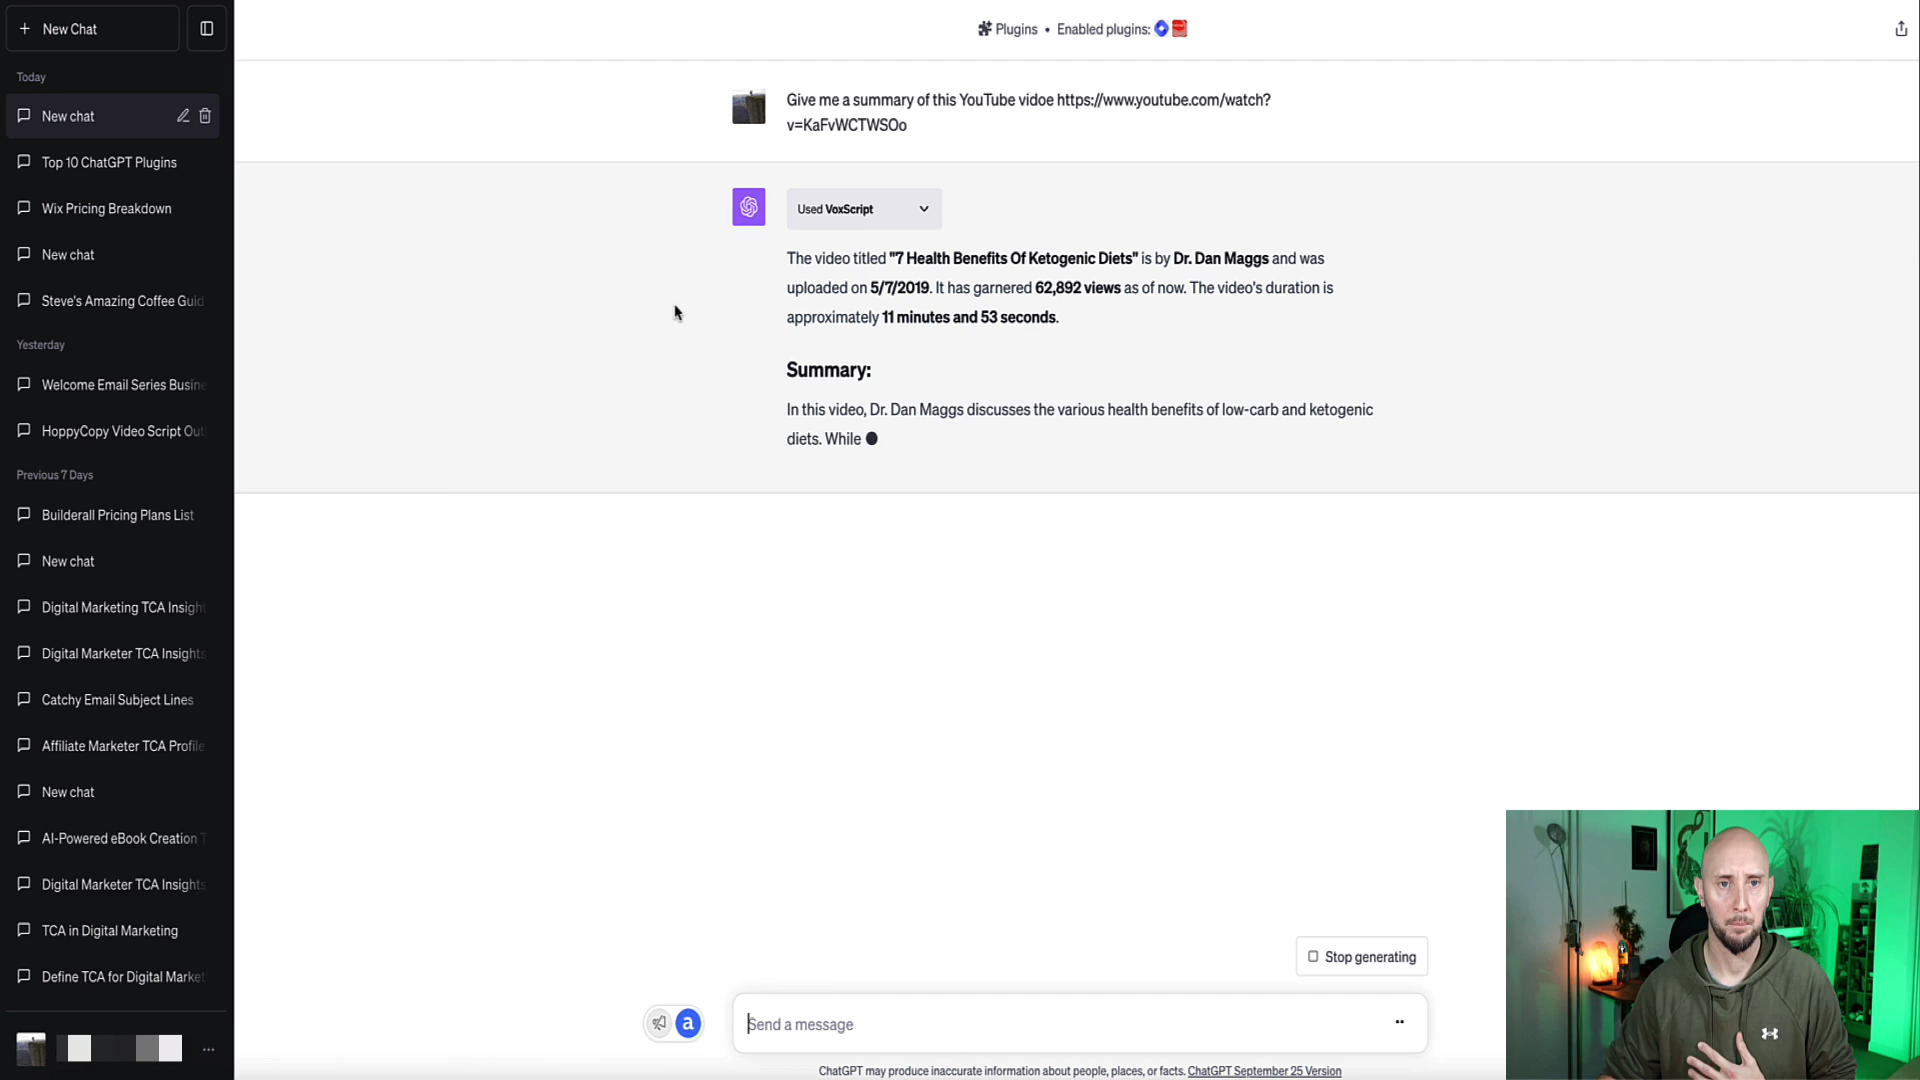 New Chat
Today
New chat
Top 10 ChatGPT Plugins
Wix Pricing Breakdown
New chat
Steve's Amazing Coffee Guid
Yesterday
Welcome Email Series Busine
HoppyCopy Video Script Out
Previous 7 Days
Builderall Pricing Plans List
New chat
Digital Marketing TCA Insight
Digital Marketer TCA Insights
Catchy Email Subject Lines
Affiliate Marketer TCA Profile
New chat
AI-Powered eBook Creation T
Digital Marketer TCA Insights
TCA in Digital Marketing
Define TCA for Digital Market
Plugins • Enabled plugins:
Give me a summary of this YouTube vidoe https://www.youtube.com/watch?
v=KaFvWCTWSOo
Used VoxScript
The video titled "7 Health Benefits Of Ketogenic Diets" is by Dr. Dan Maggs and was
uploaded on 5/7/2019. It has garnered 62,892 views as of now. The video's duration is
approximately 11 minutes and 53 seconds.
Summary:
In this video, Dr. Dan Maggs discusses the various health benefits of low-carb and ketogenic
diets. While
Stop generating
a
Send a message
ChatGPT may produce inaccurate information about people, places, or facts. ChatGPT September 25 Version